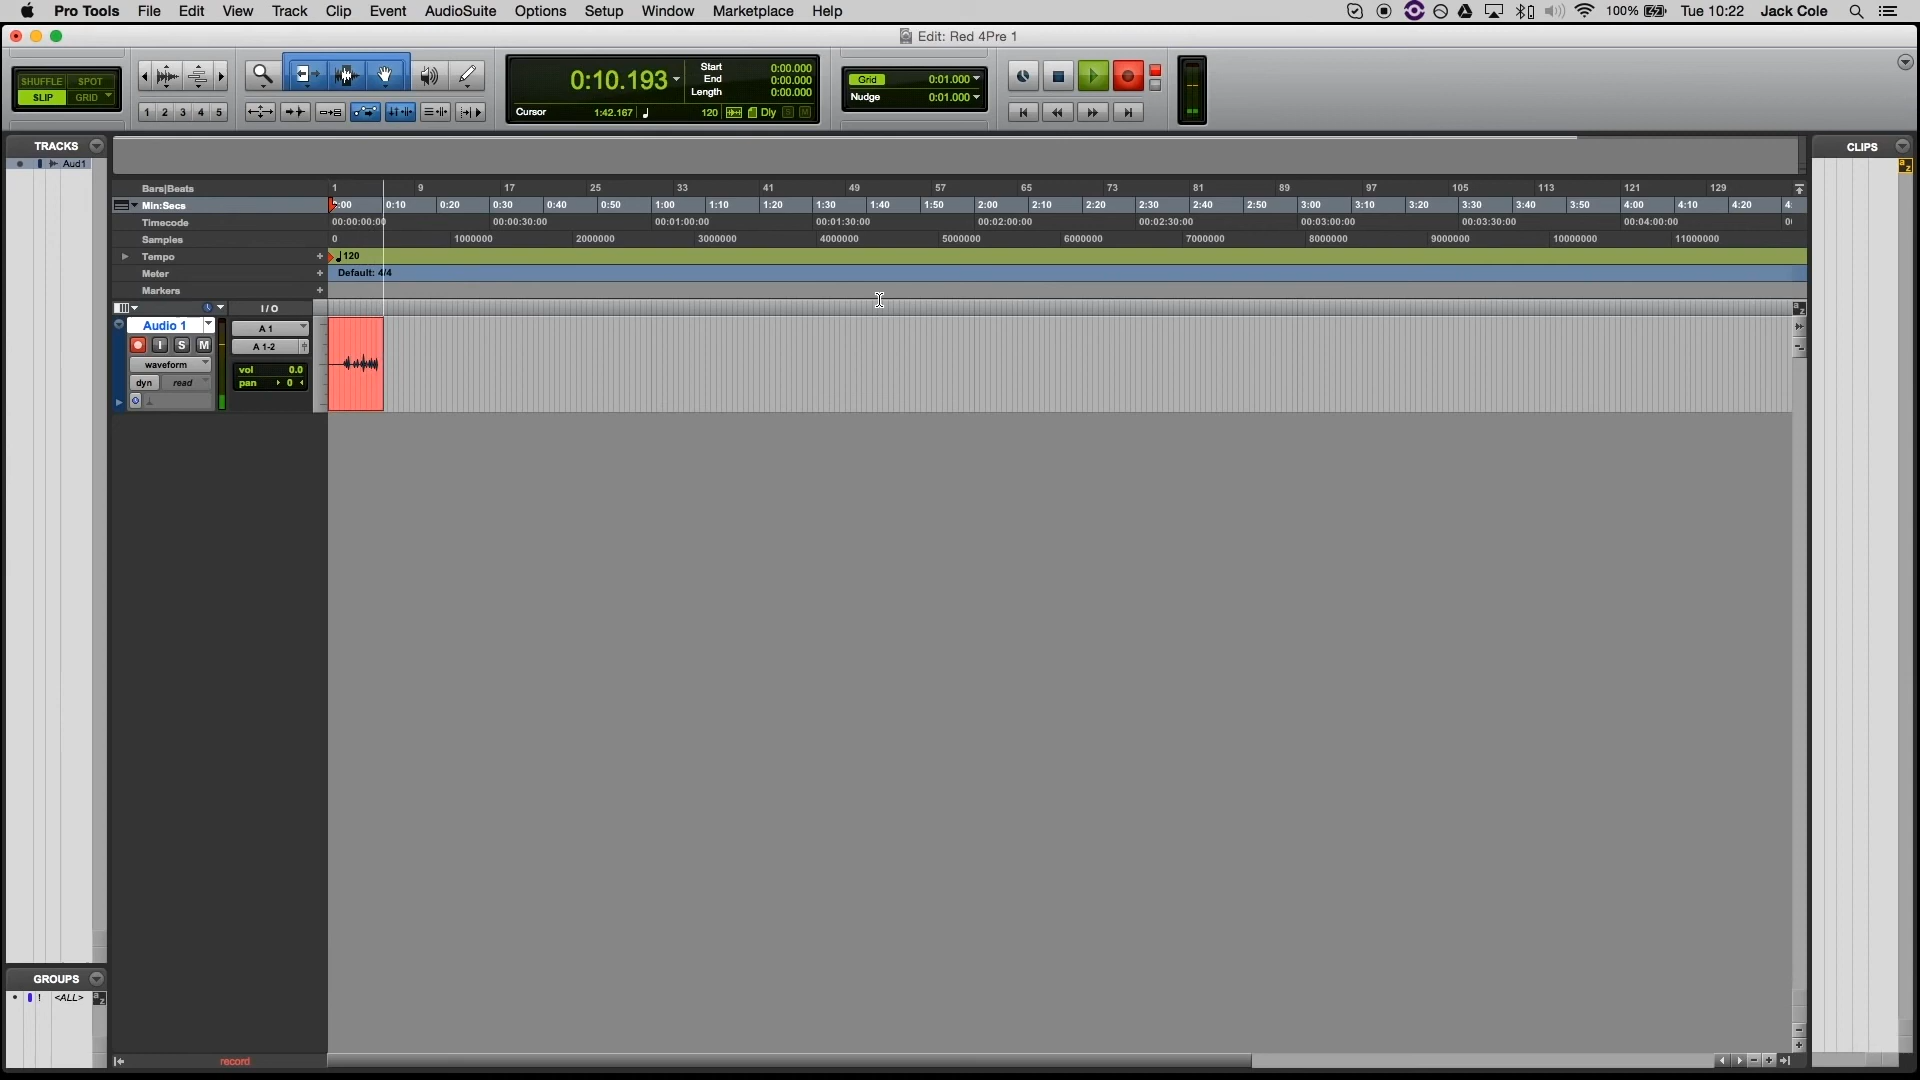 Pro Tools File Edit View Track Clip Event AudioSuite Options Setup Window Marketplace Help 100% Tue 10:22 Jack Cole
Edit: Red 4Pre 1
SHUFFLE SPOT
SLIP GRID
1 2 3 4 5
0:10.193
Start 0:00.000
End 0:00.000
Length 0:00.000
Cursor 1:42.167 120 Dly S M
Grid 0:01.000
Nudge 0:01.000
TRACKS
Aud1
CLIPS
Bars|Beats 1 9 17 25 33 41 49 57 65 73 81 89 97 105 113 121 129
Min:Secs :00 0:10 0:20 0:30 0:40 0:50 1:00 1:10 1:20 1:30 1:40 1:50 2:00 2:10 2:20 2:30 2:40 2:50 3:00 3:10 3:20 3:30 3:40 3:50 4:00 4:10 4:20 4:
Timecode 00:00:00:00 00:00:30:00 00:01:00:00 00:01:30:00 00:02:00:00 00:02:30:00 00:03:00:00 00:03:30:00 00:04:00:00 0
Samples 0 1000000 2000000 3000000 4000000 5000000 6000000 7000000 8000000 9000000 10000000 11000000
Tempo + 120
Meter + Default: 4/4
Markers +
I/O
Audio 1 A 1
I S M A 1-2
waveform vol 0.0
dyn read pan 0
GROUPS
! <ALL>
record